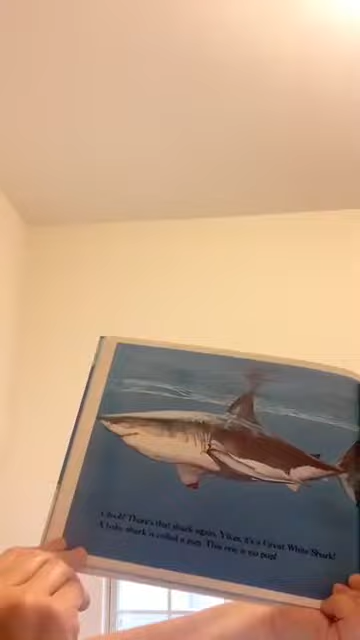 Look! There's that shark again. Yikes, it's a Great White Shark!
A baby shark is called a pup. This one is no pup!